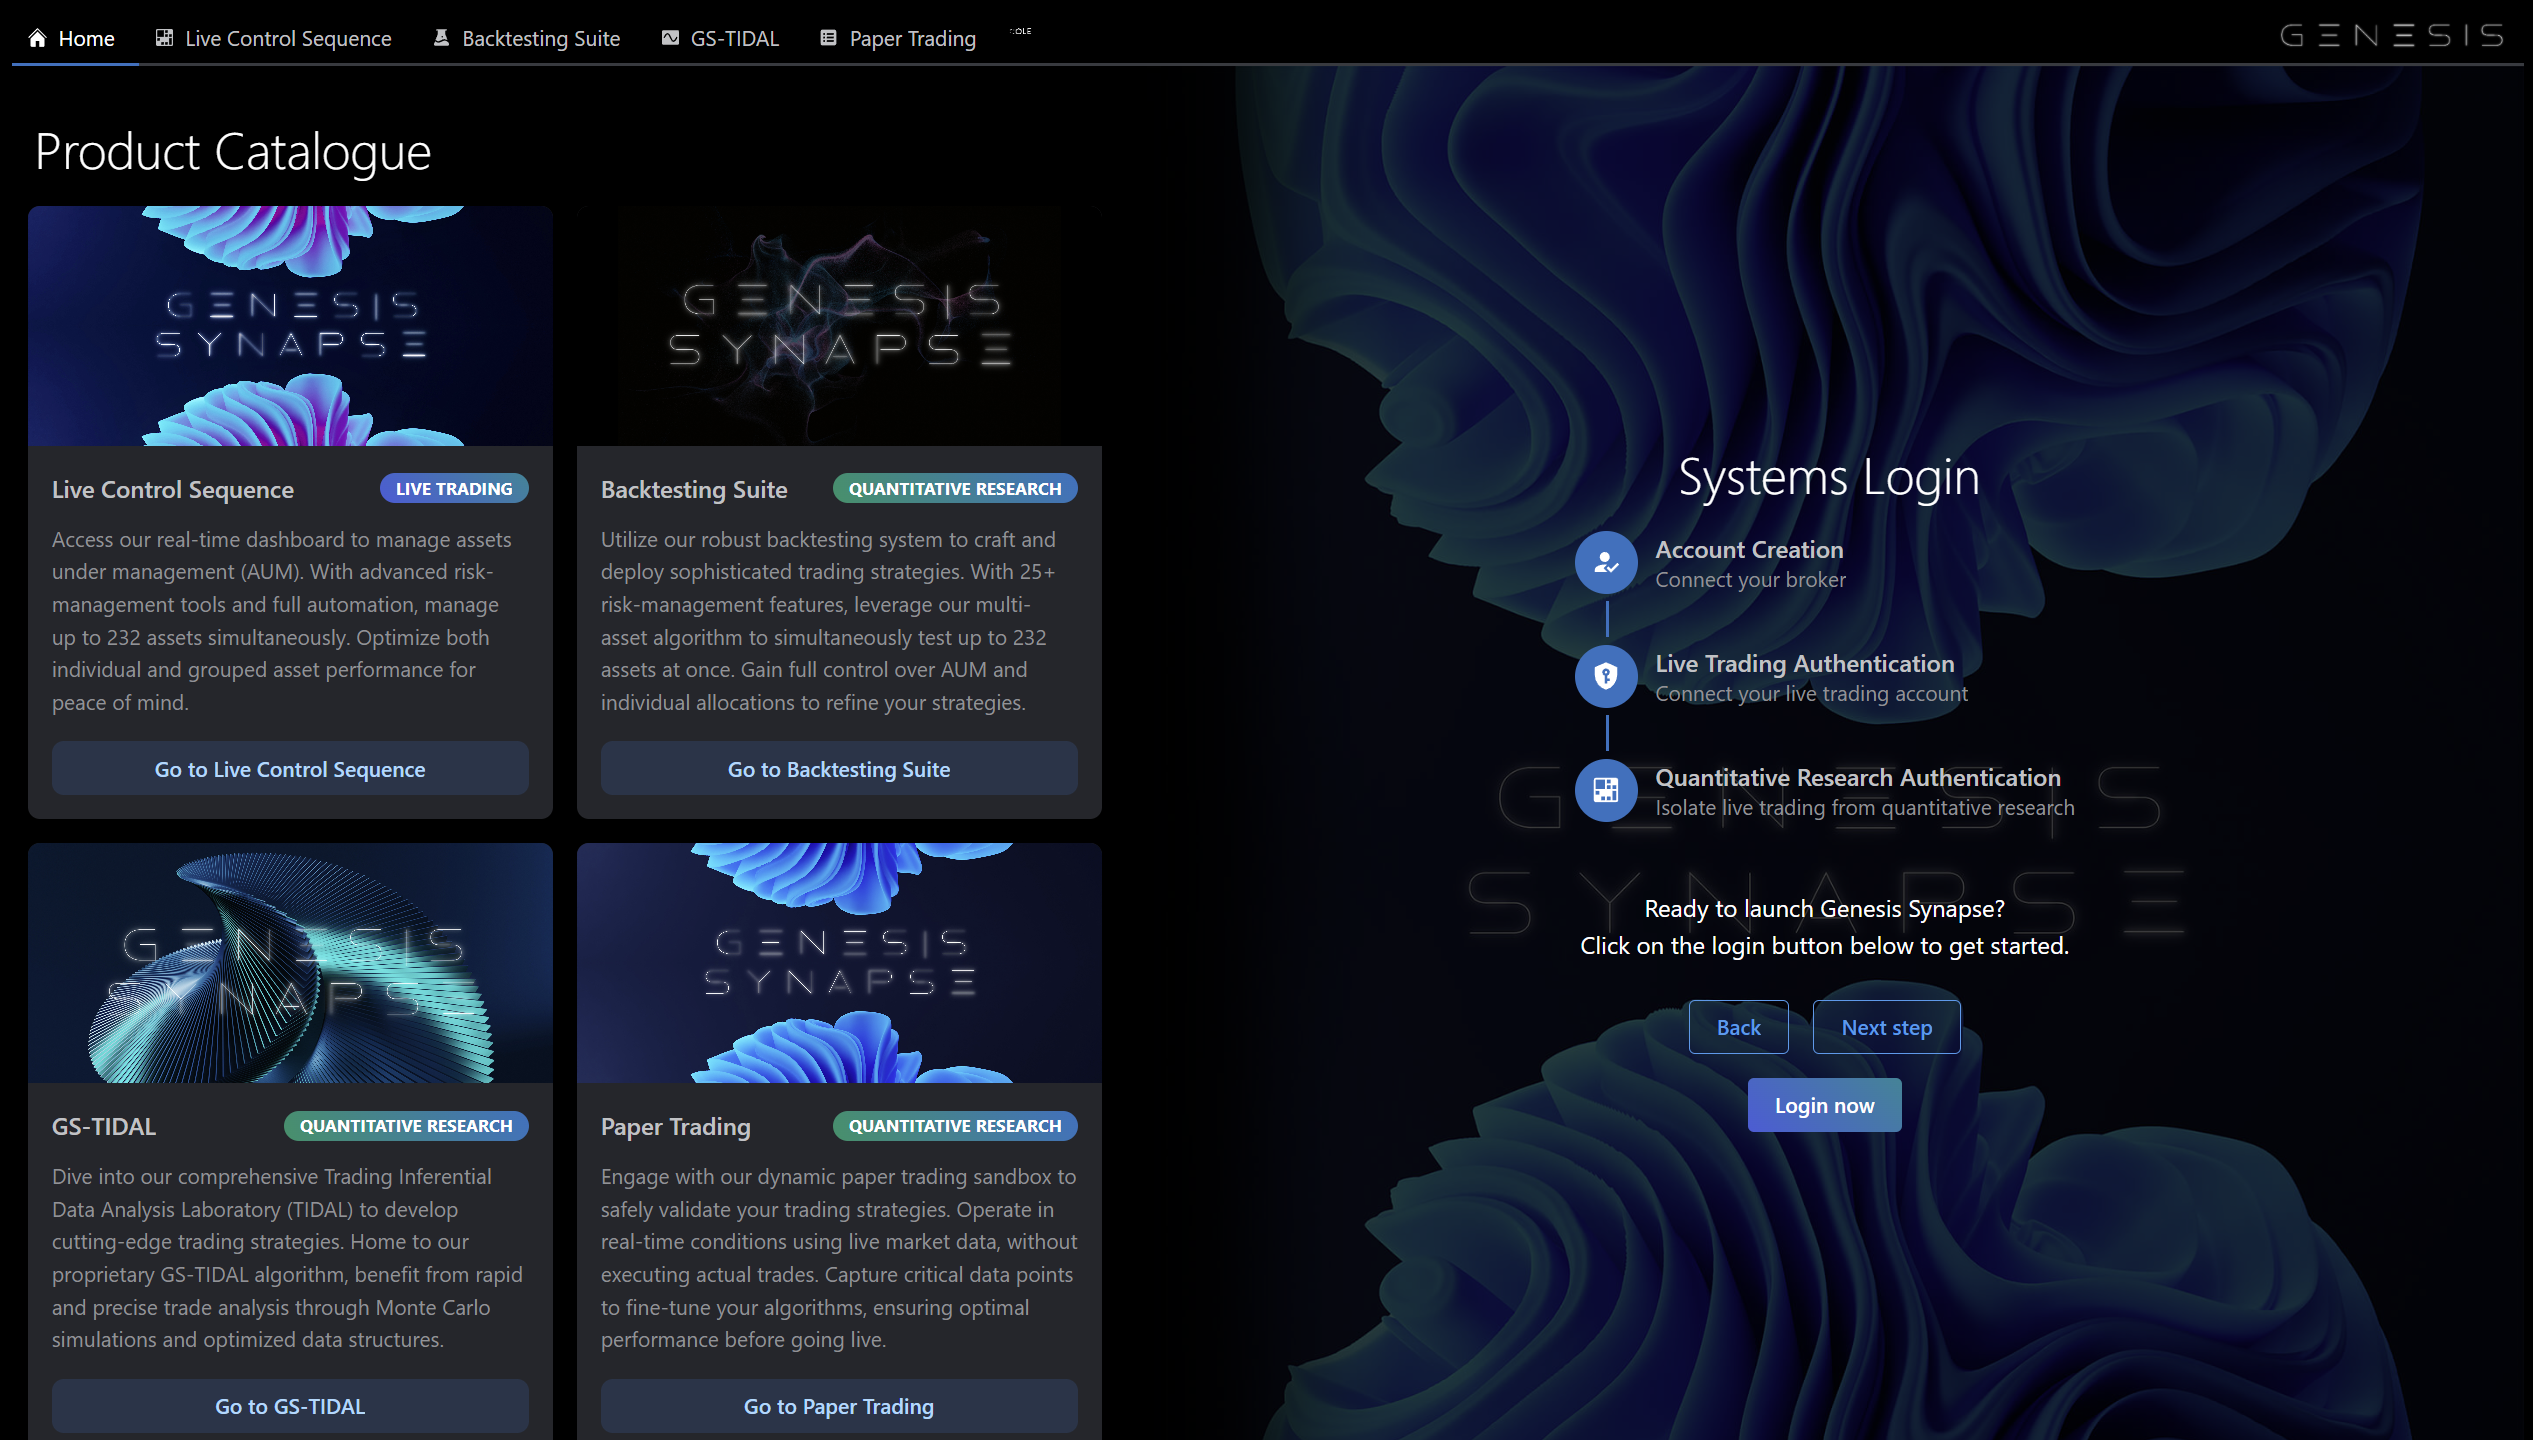 Home
Live Control Sequence
Backtesting Suite
GS-TIDAL
Paper Trading
GENESIS
Product Catalogue
GENESIS
SYNAPSE
Live Control Sequence
LIVE TRADING
Access our real-time dashboard to manage assets
under management (AUM). With advanced risk-
management tools and full automation, manage
up to 232 assets simultaneously. Optimize both
individual and grouped asset performance for
peace of mind.
Go to Live Control Sequence
GENESIS
SYNAPSE
Backtesting Suite
QUANTITATIVE RESEARCH
Utilize our robust backtesting system to craft and
deploy sophisticated trading strategies. With 25+
risk-management features, leverage our multi-
asset algorithm to simultaneously test up to 232
assets at once. Gain full control over AUM and
individual allocations to refine your strategies.
Go to Backtesting Suite
GENESIS
SYNAPSE
GS-TIDAL
QUANTITATIVE RESEARCH
Dive into our comprehensive Trading Inferential
Data Analysis Laboratory (TIDAL) to develop
cutting-edge trading strategies. Home to our
proprietary GS-TIDAL algorithm, benefit from rapid
and precise trade analysis through Monte Carlo
simulations and optimized data structures.
Go to GS-TIDAL
GENESIS
SYNAPSE
Paper Trading
QUANTITATIVE RESEARCH
Engage with our dynamic paper trading sandbox to
safely validate your trading strategies. Operate in
real-time conditions using live market data, without
executing actual trades. Capture critical data points
to fine-tune your algorithms, ensuring optimal
performance before going live.
Go to Paper Trading
Systems Login
Account Creation
Connect your broker
Live Trading Authentication
Connect your live trading account
Quantitative Research Authentication
Isolate live trading from quantitative research
GENESIS
SYNAPSE
Ready to launch Genesis Synapse?
Click on the login button below to get started.
Back
Next step
Login now